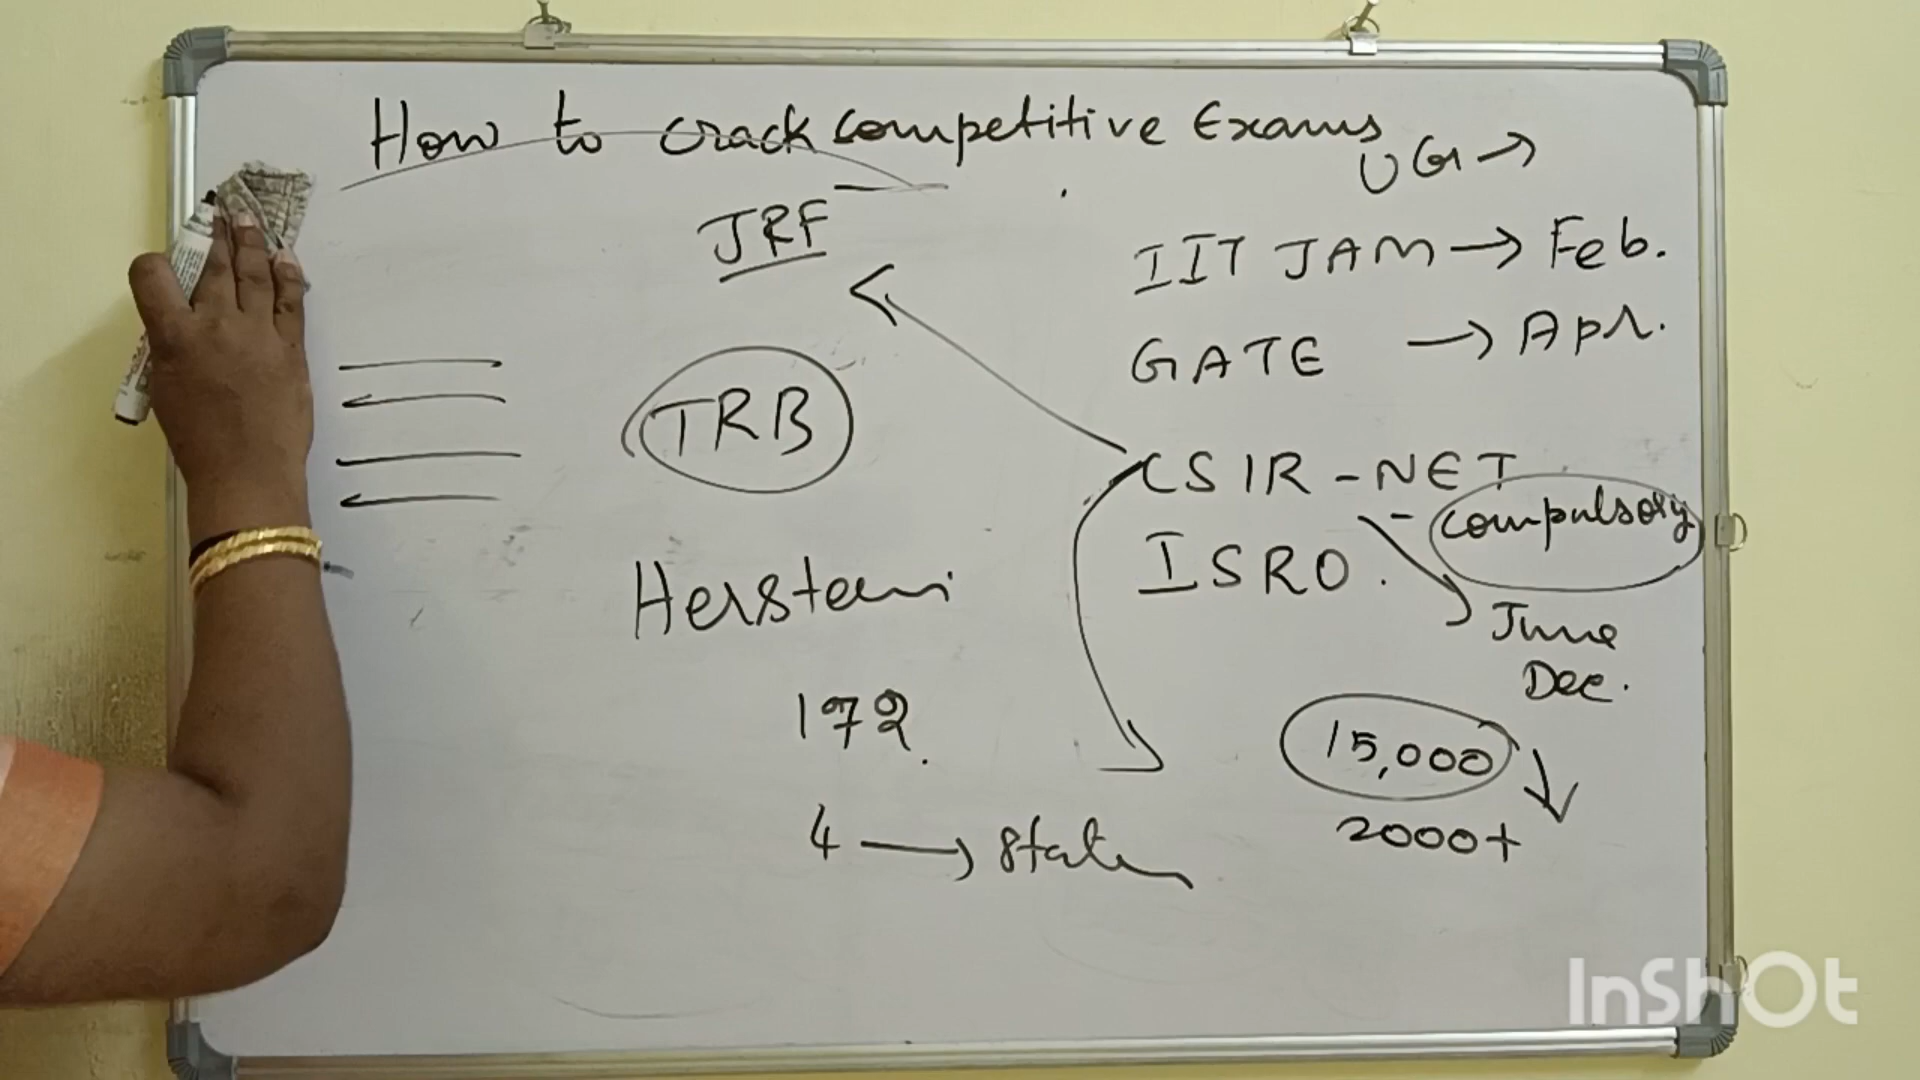 How to crack competitive Exams
UG →
JRF
IIT JAM → Feb.
GATE → Apr.
TRB
CSIR - NET
- compulsory
ISRO.
June
Dec.
Herstein
172.
15,000
2000+
4 → State
InShOt